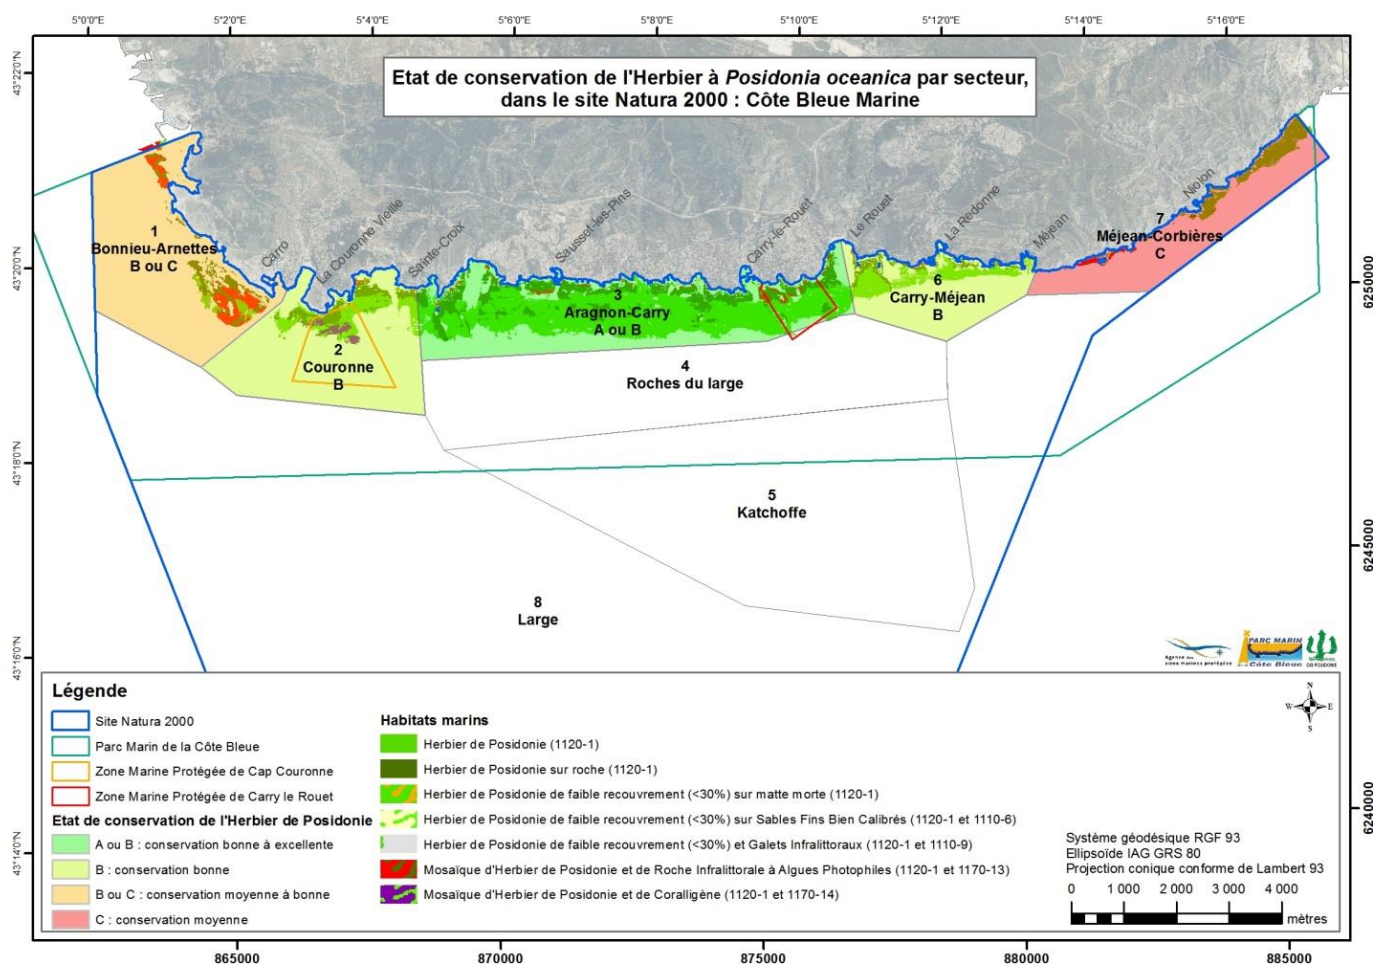 5°0'0"E 5°2'0"E 5°4'0"E 5°6'0"E 5°8'0"E 5°10'0"E 5°12'0"E 5°14'0"E 5°16'0"E
43°22'0"N
43°20'0"N
43°18'0"N
43°16'0"N
43°14'0"N
Etat de conservation de l'Herbier à Posidonia oceanica par secteur,
dans le site Natura 2000 : Côte Bleue Marine
Carro
La Couronne Vieille
Sainte-Croix
Sausset-les-Pins
Carry-le-Rouet
Le Rouet
La Redonne
Méjean
Niolon
1
Bonnieu-Arnettes
B ou C
2
Couronne
B
3
Aragnon-Carry
A ou B
4
Roches du large
5
Katchoffe
6
Carry-Méjean
B
7
Méjean-Corbières
C
8
Large
6250000
6245000
6240000
PARC MARIN
Côte Bleue
GIS POSIDONIE
N
W E
S
Légende
Site Natura 2000
Parc Marin de la Côte Bleue
Zone Marine Protégée de Cap Couronne
Zone Marine Protégée de Carry le Rouet
Etat de conservation de l'Herbier de Posidonie
A ou B : conservation bonne à excellente
B : conservation bonne
B ou C : conservation moyenne à bonne
C : conservation moyenne
Habitats marins
Herbier de Posidonie (1120-1)
Herbier de Posidonie sur roche (1120-1)
Herbier de Posidonie de faible recouvrement (<30%) sur matte morte (1120-1)
Herbier de Posidonie de faible recouvrement (<30%) sur Sables Fins Bien Calibrés (1120-1 et 1110-6)
Herbier de Posidonie de faible recouvrement (<30%) et Galets Infralittoraux (1120-1 et 1110-9)
Mosaïque d'Herbier de Posidonie et de Roche Infralittorale à Algues Photophiles (1120-1 et 1170-13)
Mosaïque d'Herbier de Posidonie et de Coralligène (1120-1 et 1170-14)
Système géodésique RGF 93
Ellipsoïde IAG GRS 80
Projection conique conforme de Lambert 93
0 1 000 2 000 3 000 4 000
mètres
865000 870000 875000 880000 885000